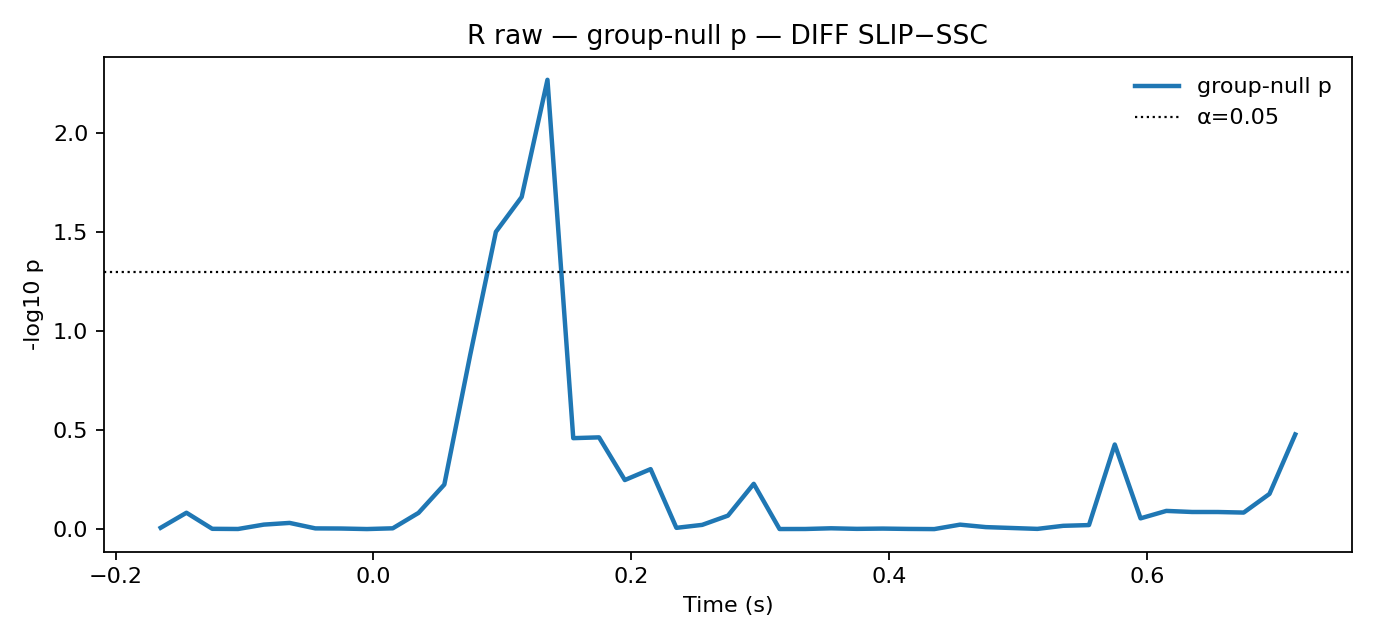 R raw — group-null p — DIFF SLIP−SSC
group-null p
α=0.05
-log10 p
2.0
1.5
1.0
0.5
0.0
−0.2
0.0
0.2
0.4
0.6
Time (s)